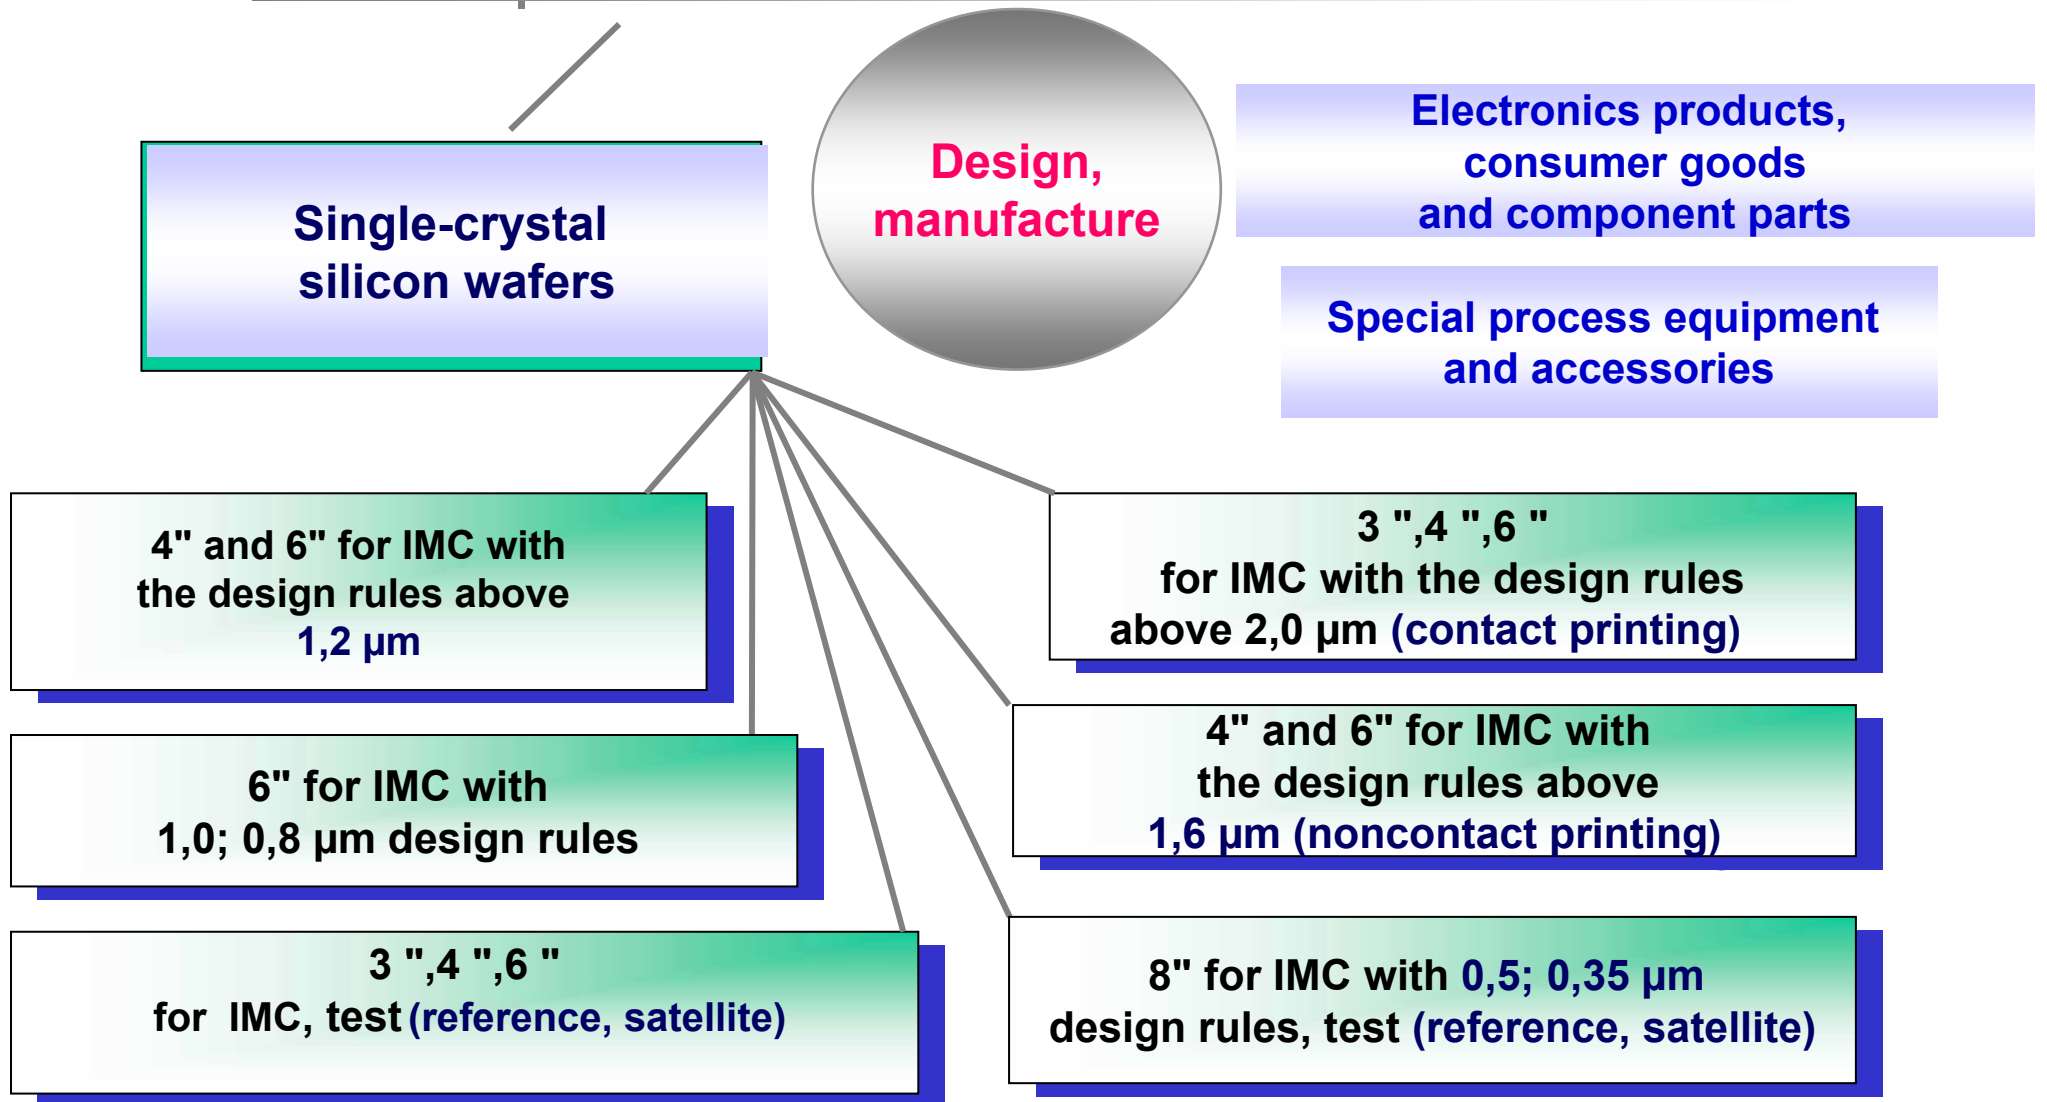 Design,
manufacture
Electronics products,
consumer goods
and component parts
Single-crystal
silicon wafers
Special process equipment
and accessories
4" and 6" for IMC with
the design rules above
1,2 µm
3 ",4 ",6 "
for IMC with the design rules
above 2,0 µm (contact printing)
6" for IMC with
1,0; 0,8 µm design rules
4" and 6" for IMC with
the design rules above
1,6 µm (noncontact printing)
3 ",4 ",6 "
for IMC, test (reference, satellite)
8" for IMC with 0,5; 0,35 µm
design rules, test (reference, satellite)